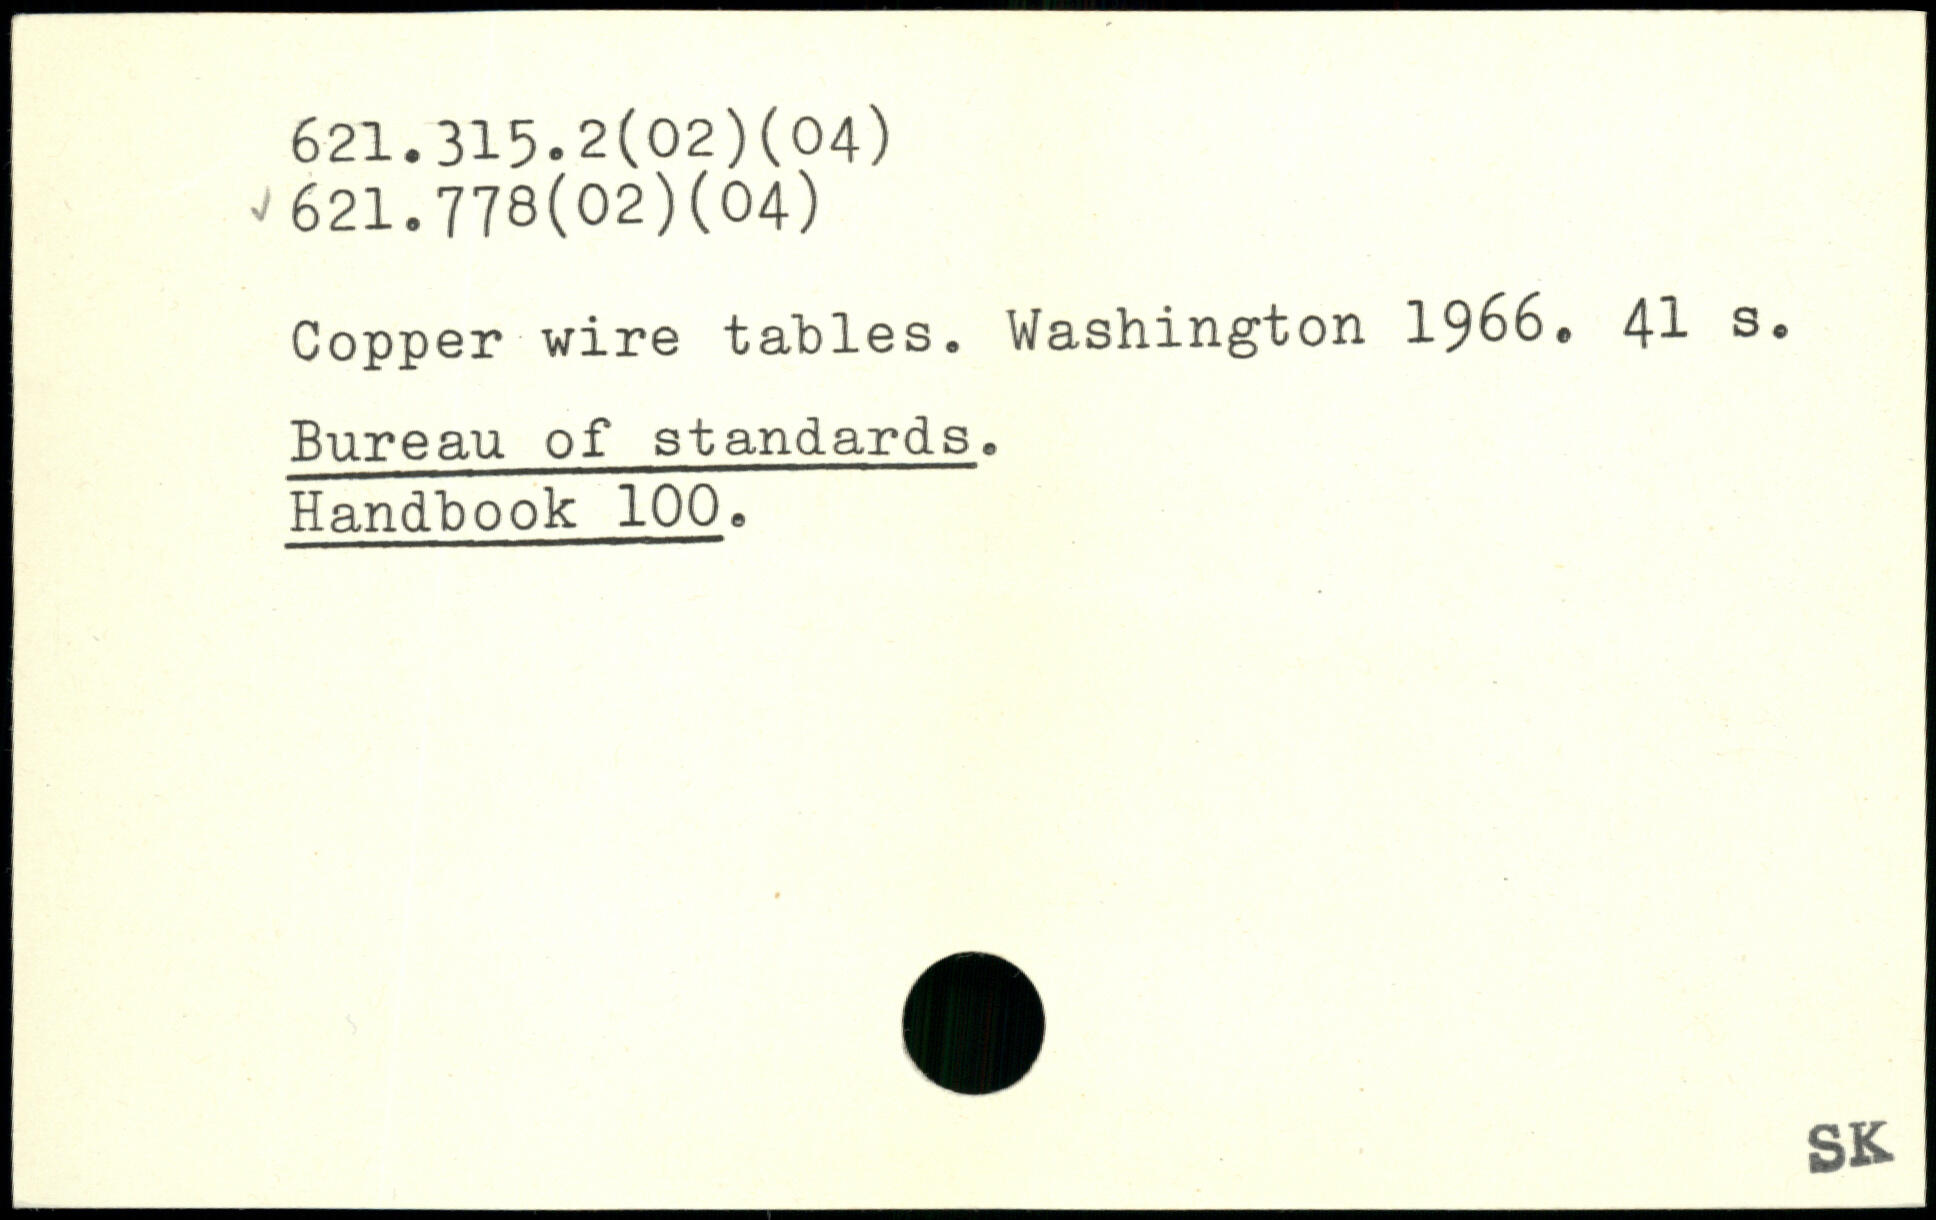 621.315.2(02)(04)
✓ 621.778(02)(04)
Copper wire tables. Washington 1966. 41 s.
Bureau of standards.
Handbook 100.
SK